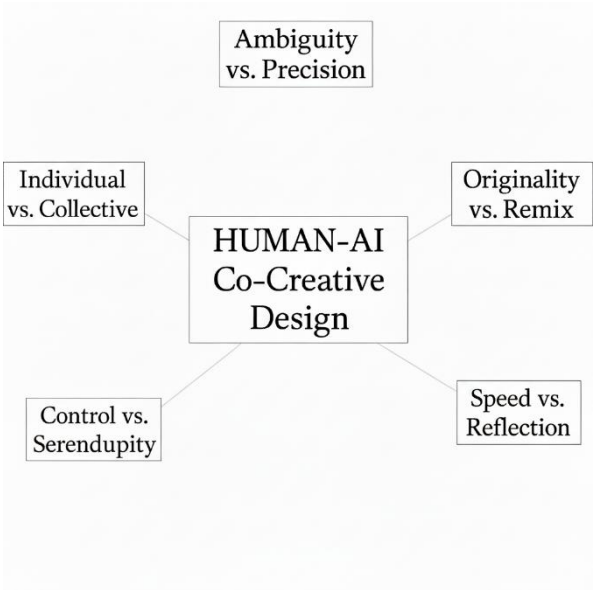 Ambiguity
vs. Precision
Individual
vs. Collective
Originality
vs. Remix
HUMAN-AI
Co-Creative
Design
Control vs.
Serendupity
Speed vs.
Reflection